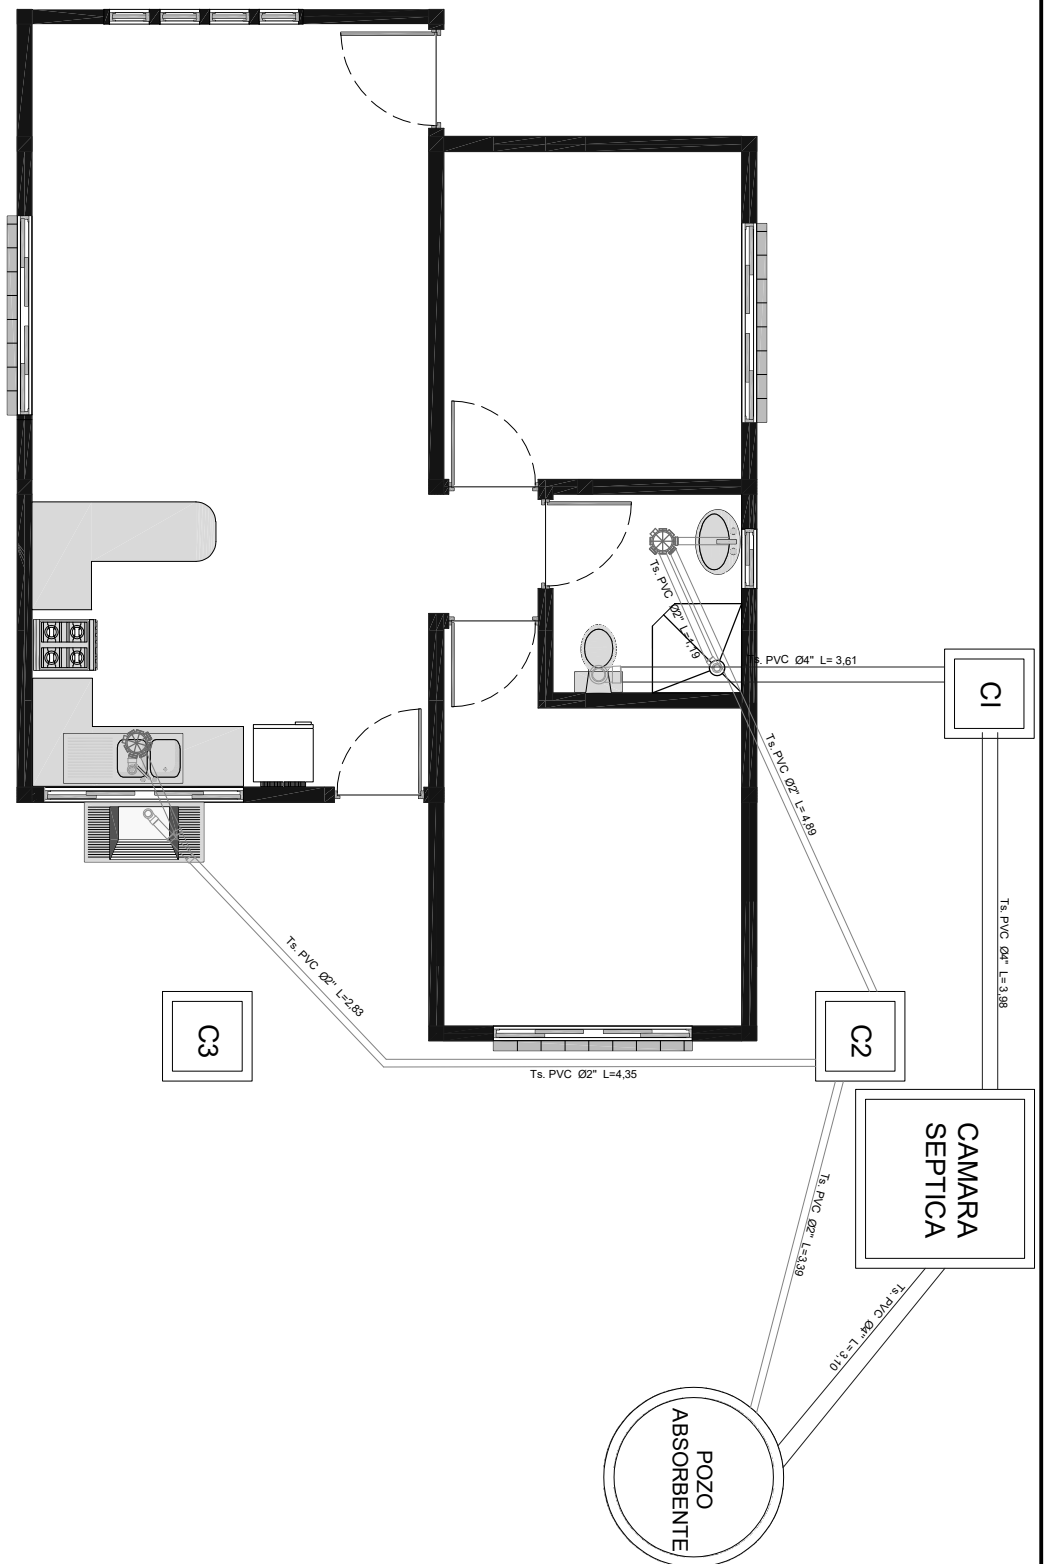 Ts. PVC Ø2" L=1,19
Ts. PVC Ø4" L= 3,61
C1
Ts. PVC Ø2" L= 4,89
Ts. PVC Ø4" L= 3,98
Ts. PVC Ø2" L=2,83
C3
C2
Ts. PVC Ø2" L=4,35
CAMARA
SEPTICA
Ts. PVC Ø2" L=3,39
Ts. PVC Ø4" L=3,10
POZO
ABSORBENTE